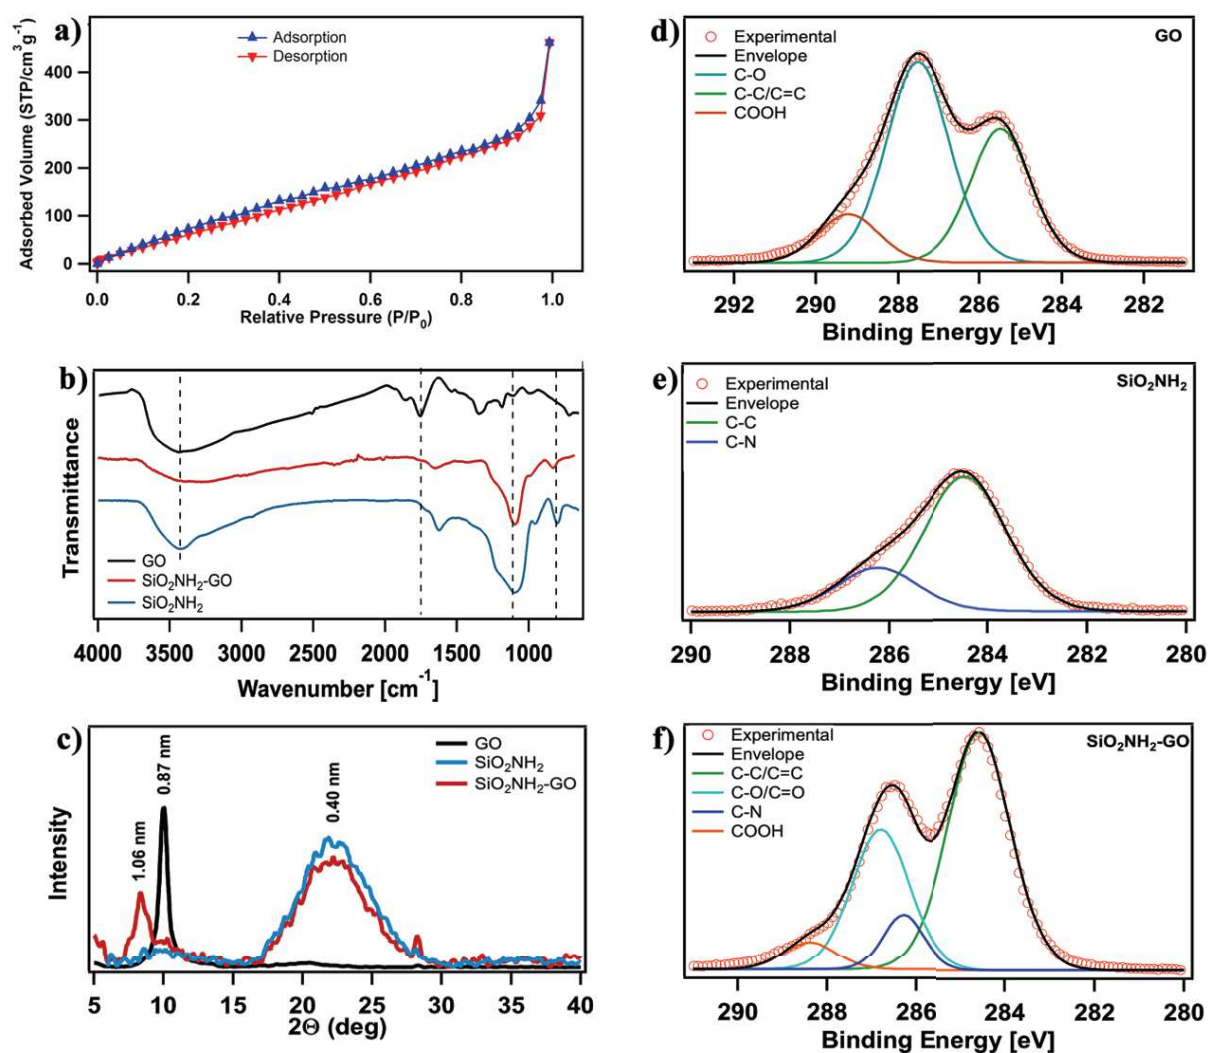 a)
Adsorption
Desorption
Adsorbed Volume (STP/cm³g⁻¹)
400
300
200
100
0
0.0 0.2 0.4 0.6 0.8 1.0
Relative Pressure (P/P₀)
b)
Transmittance
GO
SiO₂NH₂-GO
SiO₂NH₂
4000 3500 3000 2500 2000 1500 1000
Wavenumber [cm⁻¹]
c)
1.06 nm
0.87 nm
0.40 nm
GO
SiO₂NH₂
SiO₂NH₂-GO
Intensity
5 10 15 20 25 30 35 40
2Θ (deg)
d)
Experimental
Envelope
C-O
C-C/C=C
COOH
GO
292 290 288 286 284 282
Binding Energy [eV]
e)
Experimental
Envelope
C-C
C-N
SiO₂NH₂
290 288 286 284 282 280
Binding Energy [eV]
f)
Experimental
Envelope
C-C/C=C
C-O/C=O
C-N
COOH
SiO₂NH₂-GO
290 288 286 284 282 280
Binding Energy [eV]